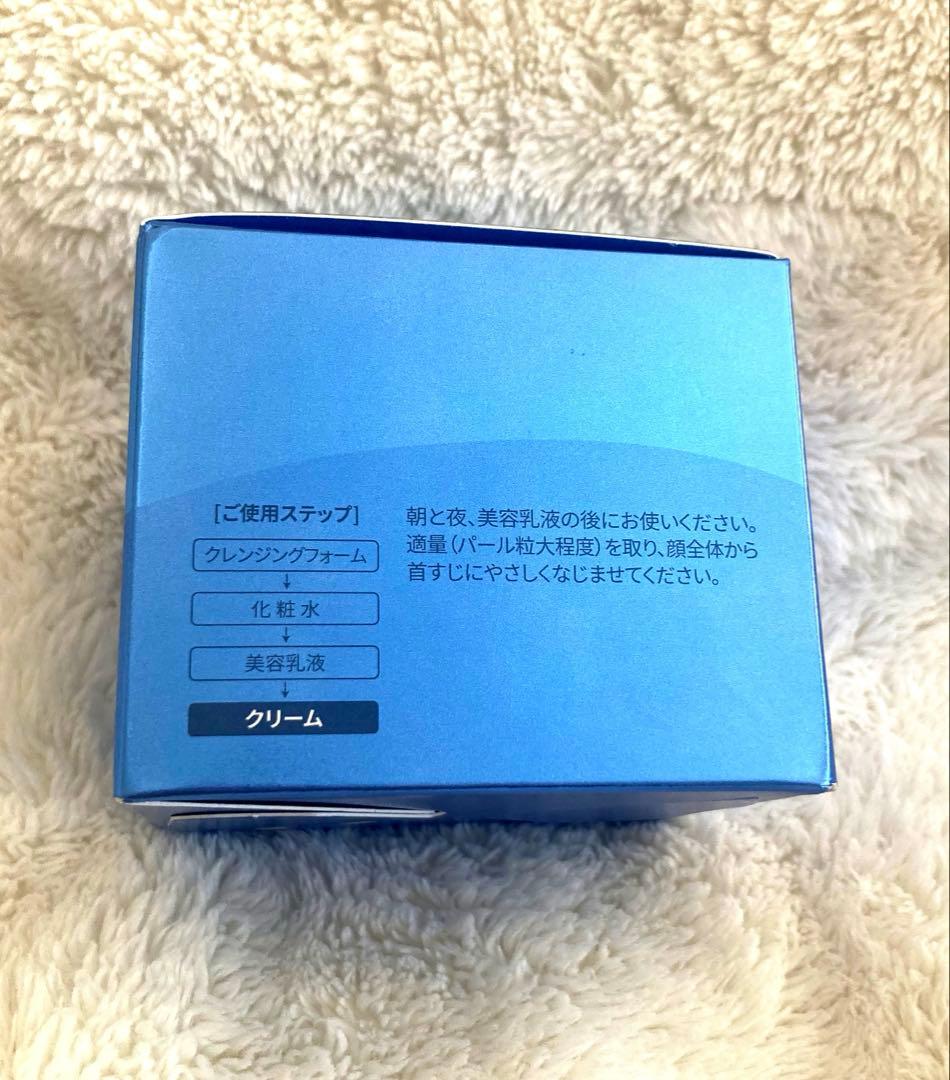 [ご使用ステップ]
クレンジングフォーム
↓
化粧水
↓
美容乳液
↓
クリーム
朝と夜、美容乳液の後にお使いください。
適量(パール粒大程度)を取り、顔全体から
首すじにやさしくなじませてください。